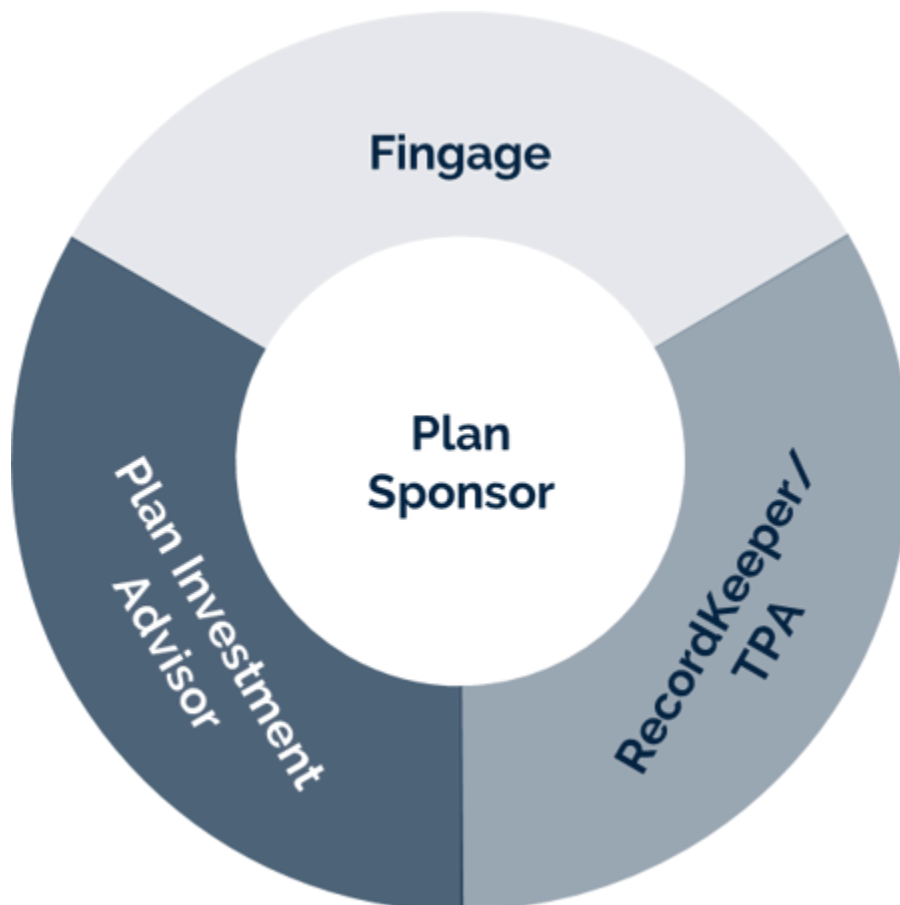 Fingage
Plan
Sponsor
Plan Investment
Advisor
RecordKeeper/
TPA